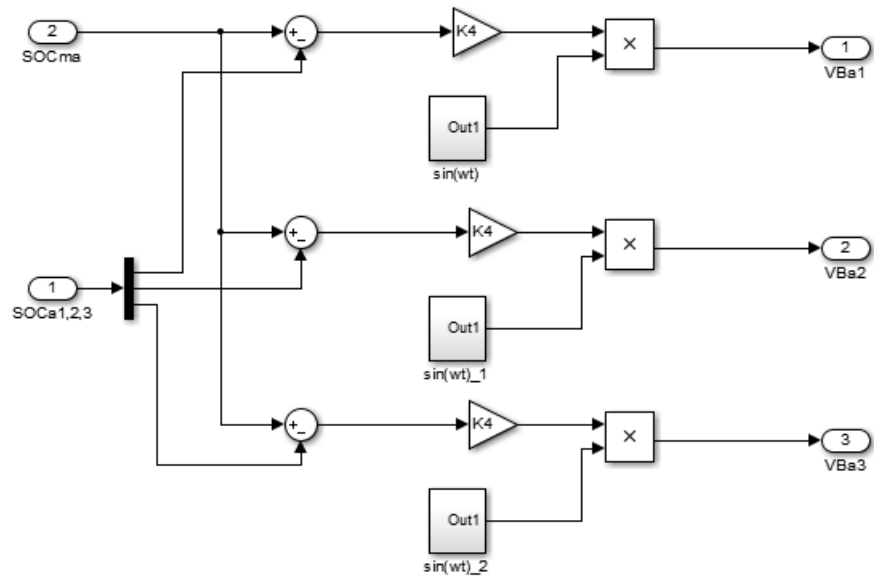 2
SOCma
+
_
K4
×
1
VBa1
Out1
sin(wt)
+
_
K4
×
2
VBa2
1
SOCa1,2,3
Out1
sin(wt)_1
+
_
K4
×
3
VBa3
Out1
sin(wt)_2